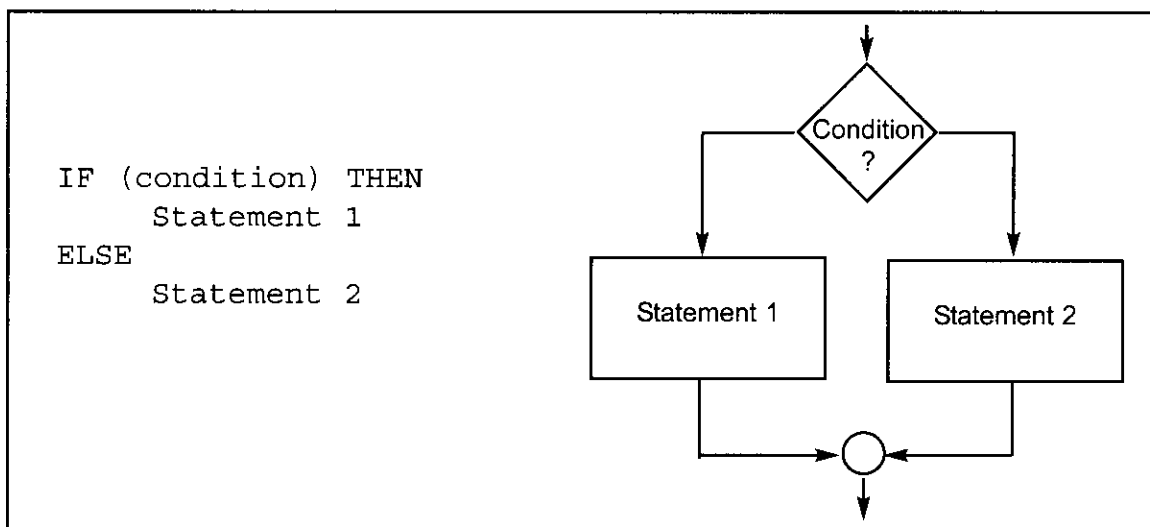 IF (condition) THEN
Statement 1
ELSE
Statement 2
Condition
?
Statement 1
Statement 2